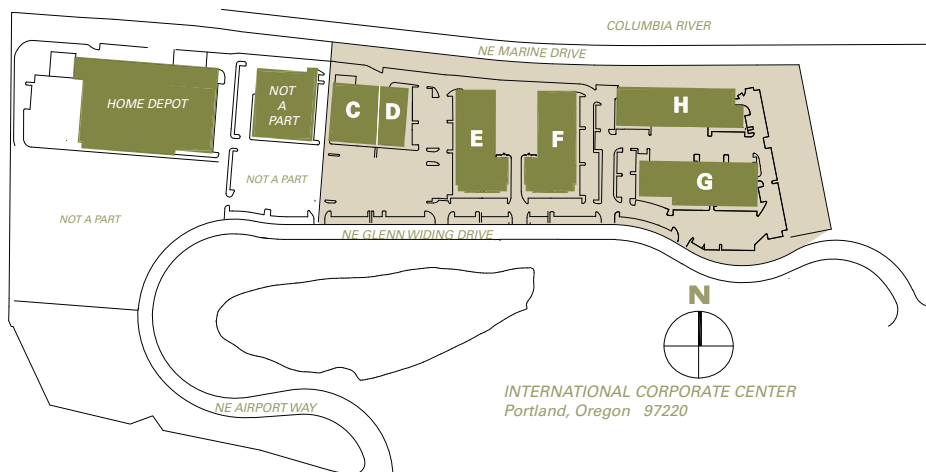 COLUMBIA RIVER
NE MARINE DRIVE
HOME DEPOT
NOT
A
PART
C
D
E
F
H
G
NOT A PART
NOT A PART
NE GLENN WIDING DRIVE
N
INTERNATIONAL CORPORATE CENTER
Portland, Oregon 97220
NE AIRPORT WAY